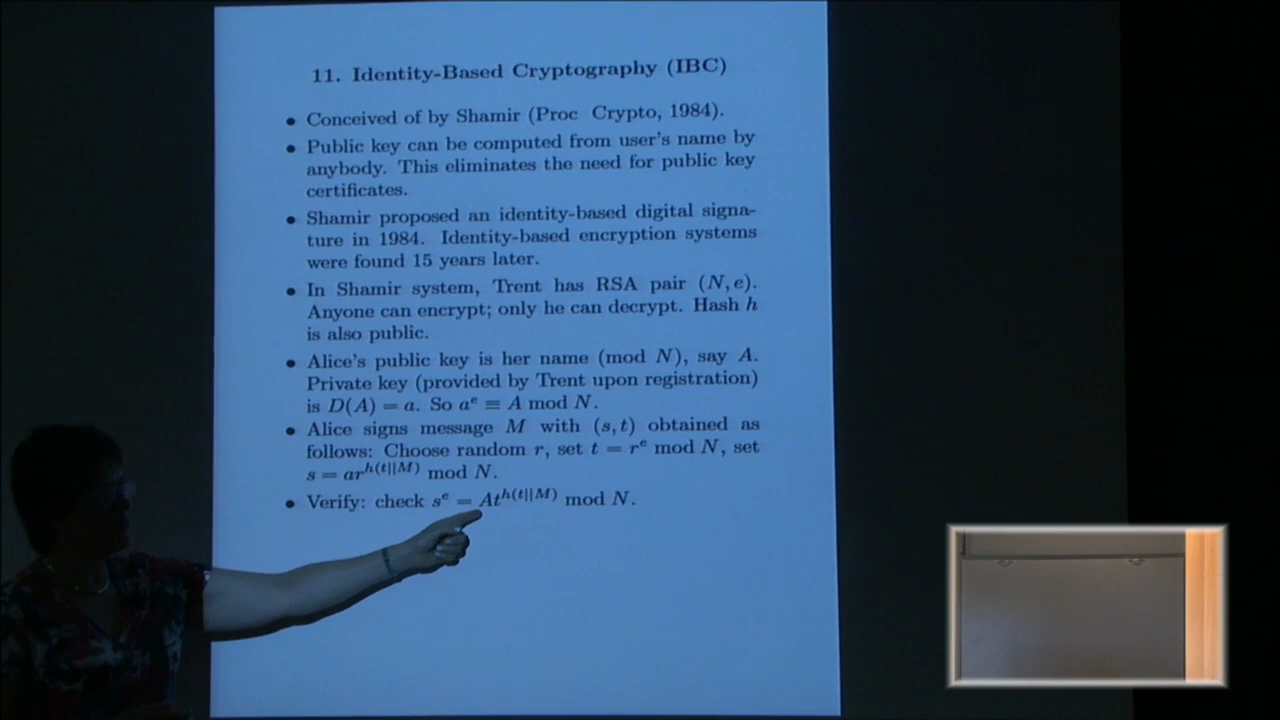 11. Identity-Based Cryptography (IBC)
• Conceived of by Shamir (Proc Crypto, 1984).
• Public key can be computed from user's name by
anybody. This eliminates the need for public key
certificates.
• Shamir proposed an identity-based digital signa-
ture in 1984. Identity-based encryption systems
were found 15 years later.
• In Shamir system, Trent has RSA pair (N, e).
Anyone can encrypt; only he can decrypt. Hash h
is also public.
• Alice's public key is her name (mod N), say A.
Private key (provided by Trent upon registration)
is D(A) = a. So a^e ≡ A mod N.
• Alice signs message M with (s, t) obtained as
follows: Choose random r, set t = r^e mod N, set
s = ar^{h(t||M)} mod N.
• Verify: check s^e = At^{h(t||M)} mod N.